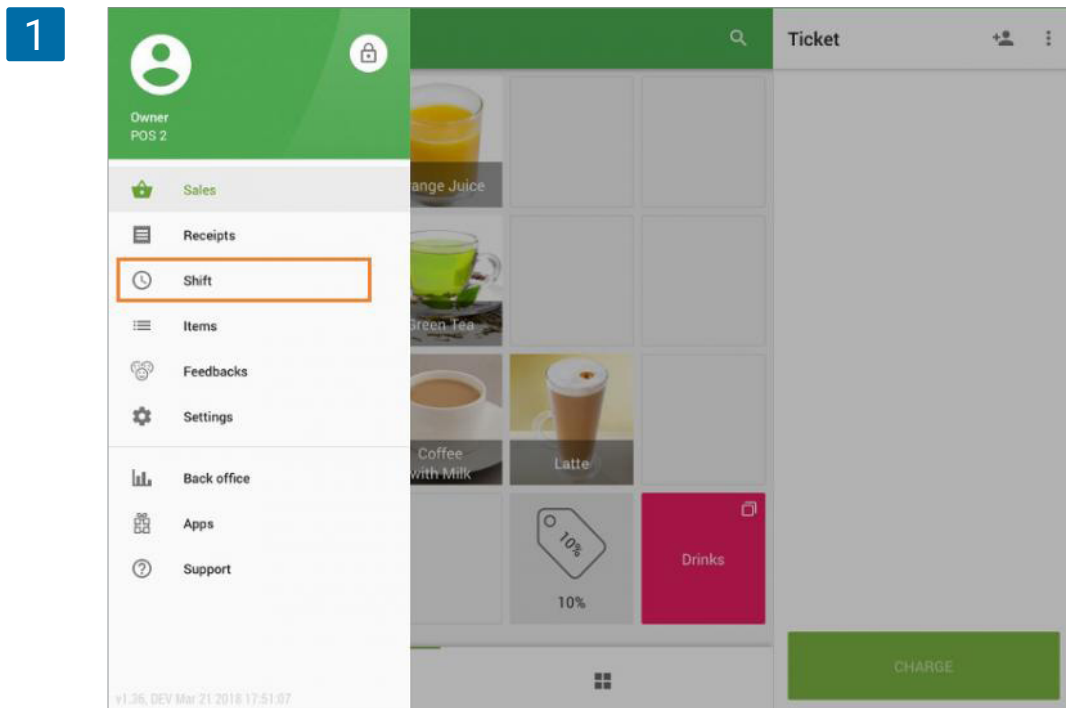 1
Owner
POS 2
Sales
Receipts
Shift
Items
Feedbacks
Settings
Back office
Apps
Support
v1.36, DEV Mar 21 2018 17:51:07
ange Juice
Green Tea
Coffee
with Milk
Latte
10%
10%
Drinks
Ticket
CHARGE